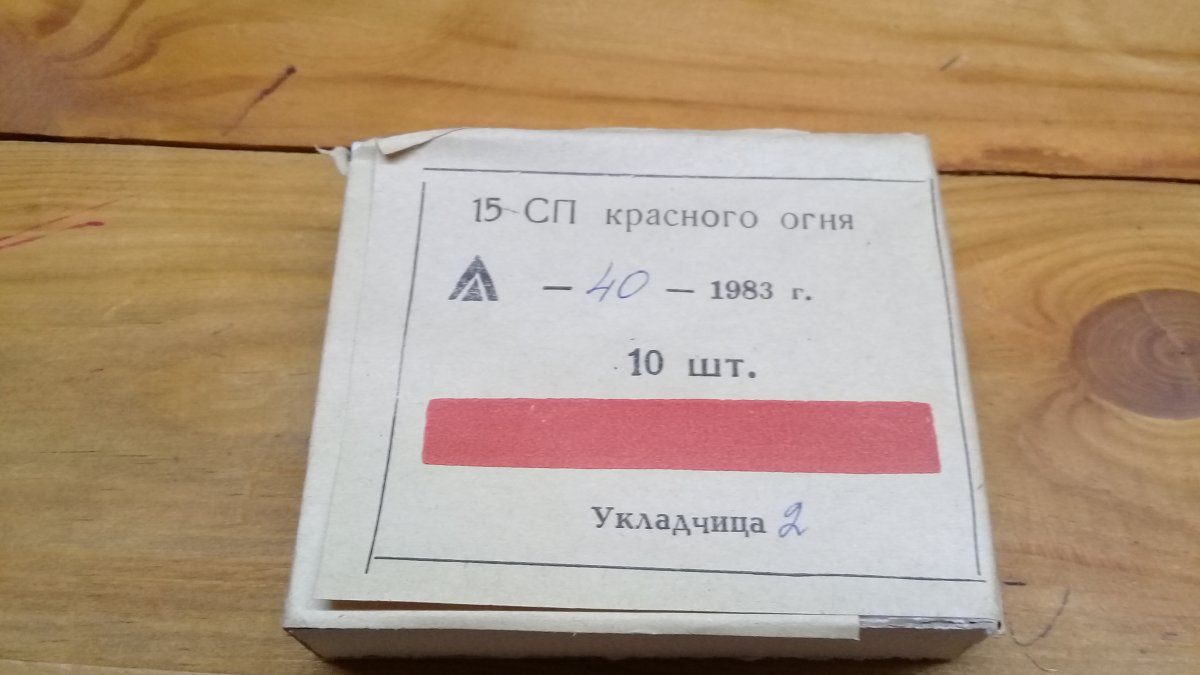 15-СП красного огня
— 40 — 1983 г.
10 шт.
Укладчица 2